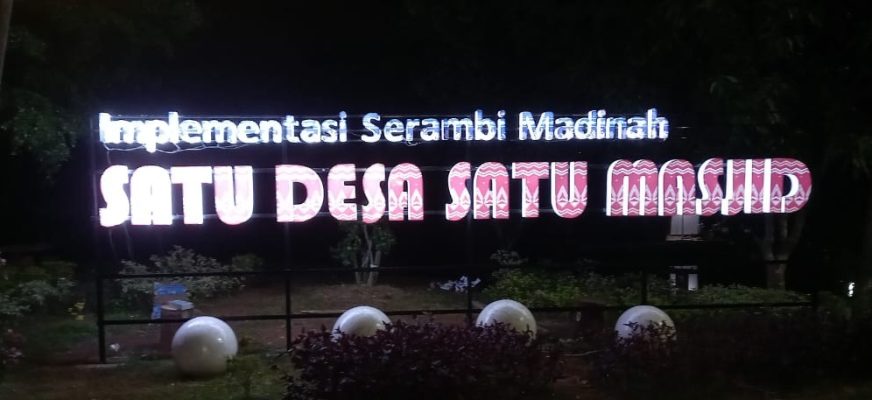 Implementasi Serambi Madinah
SATU DESA SATU MASJID